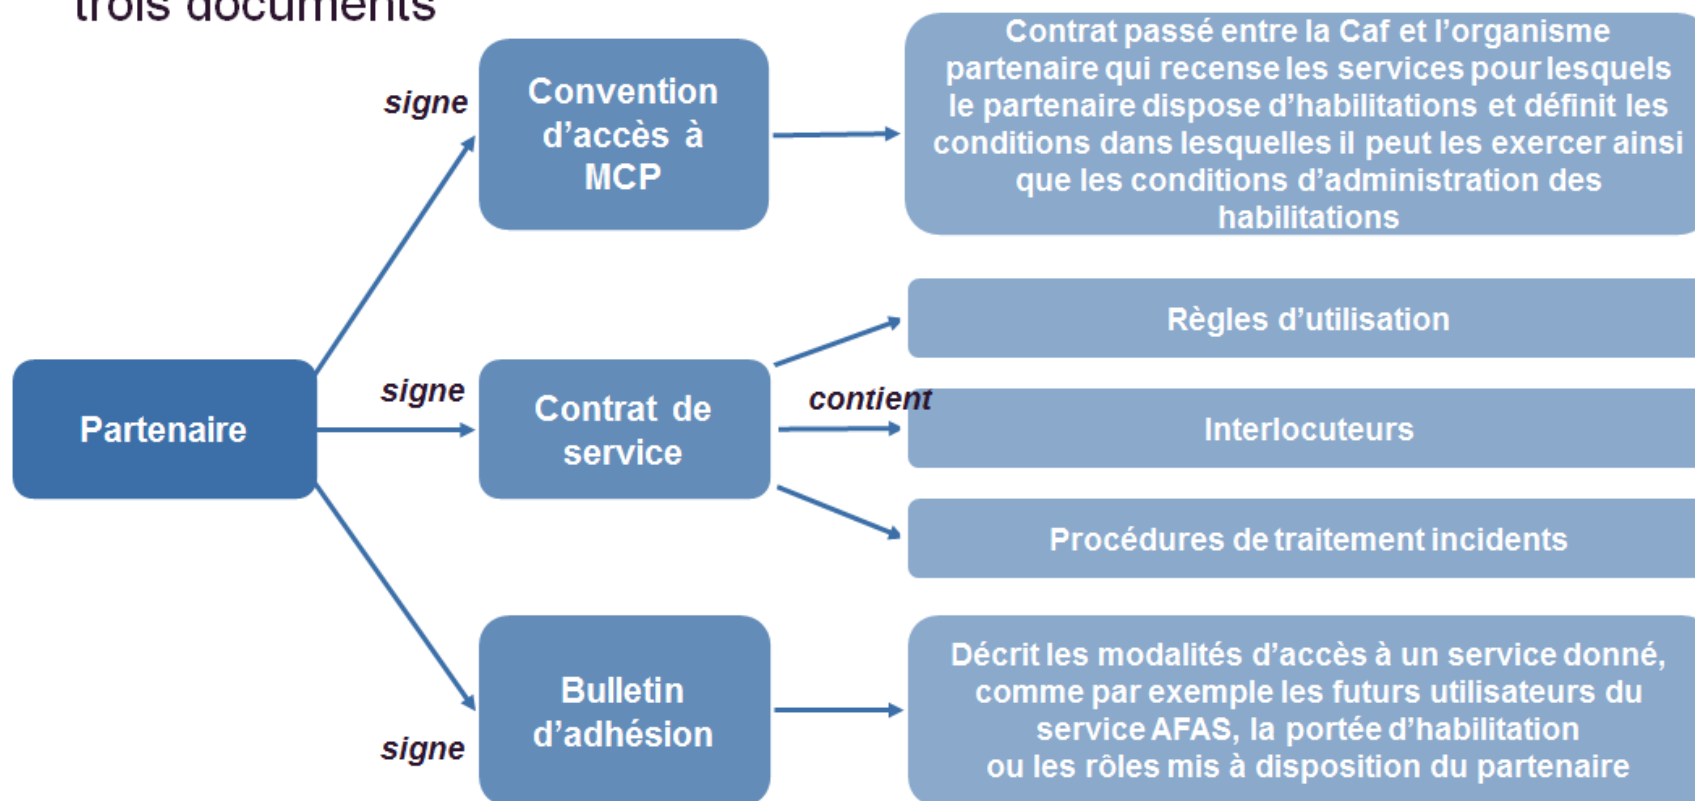 trois documents
signe
Convention
d'accès à
MCP
Contrat passé entre la Caf et l'organisme
partenaire qui recense les services pour lesquels
le partenaire dispose d'habilitations et définit les
conditions dans lesquelles il peut les exercer ainsi
que les conditions d'administration des
habilitations
Partenaire
signe
Contrat de
service
contient
Règles d'utilisation
Interlocuteurs
Procédures de traitement incidents
signe
Bulletin
d'adhésion
Décrit les modalités d'accès à un service donné,
comme par exemple les futurs utilisateurs du
service AFAS, la portée d'habilitation
ou les rôles mis à disposition du partenaire